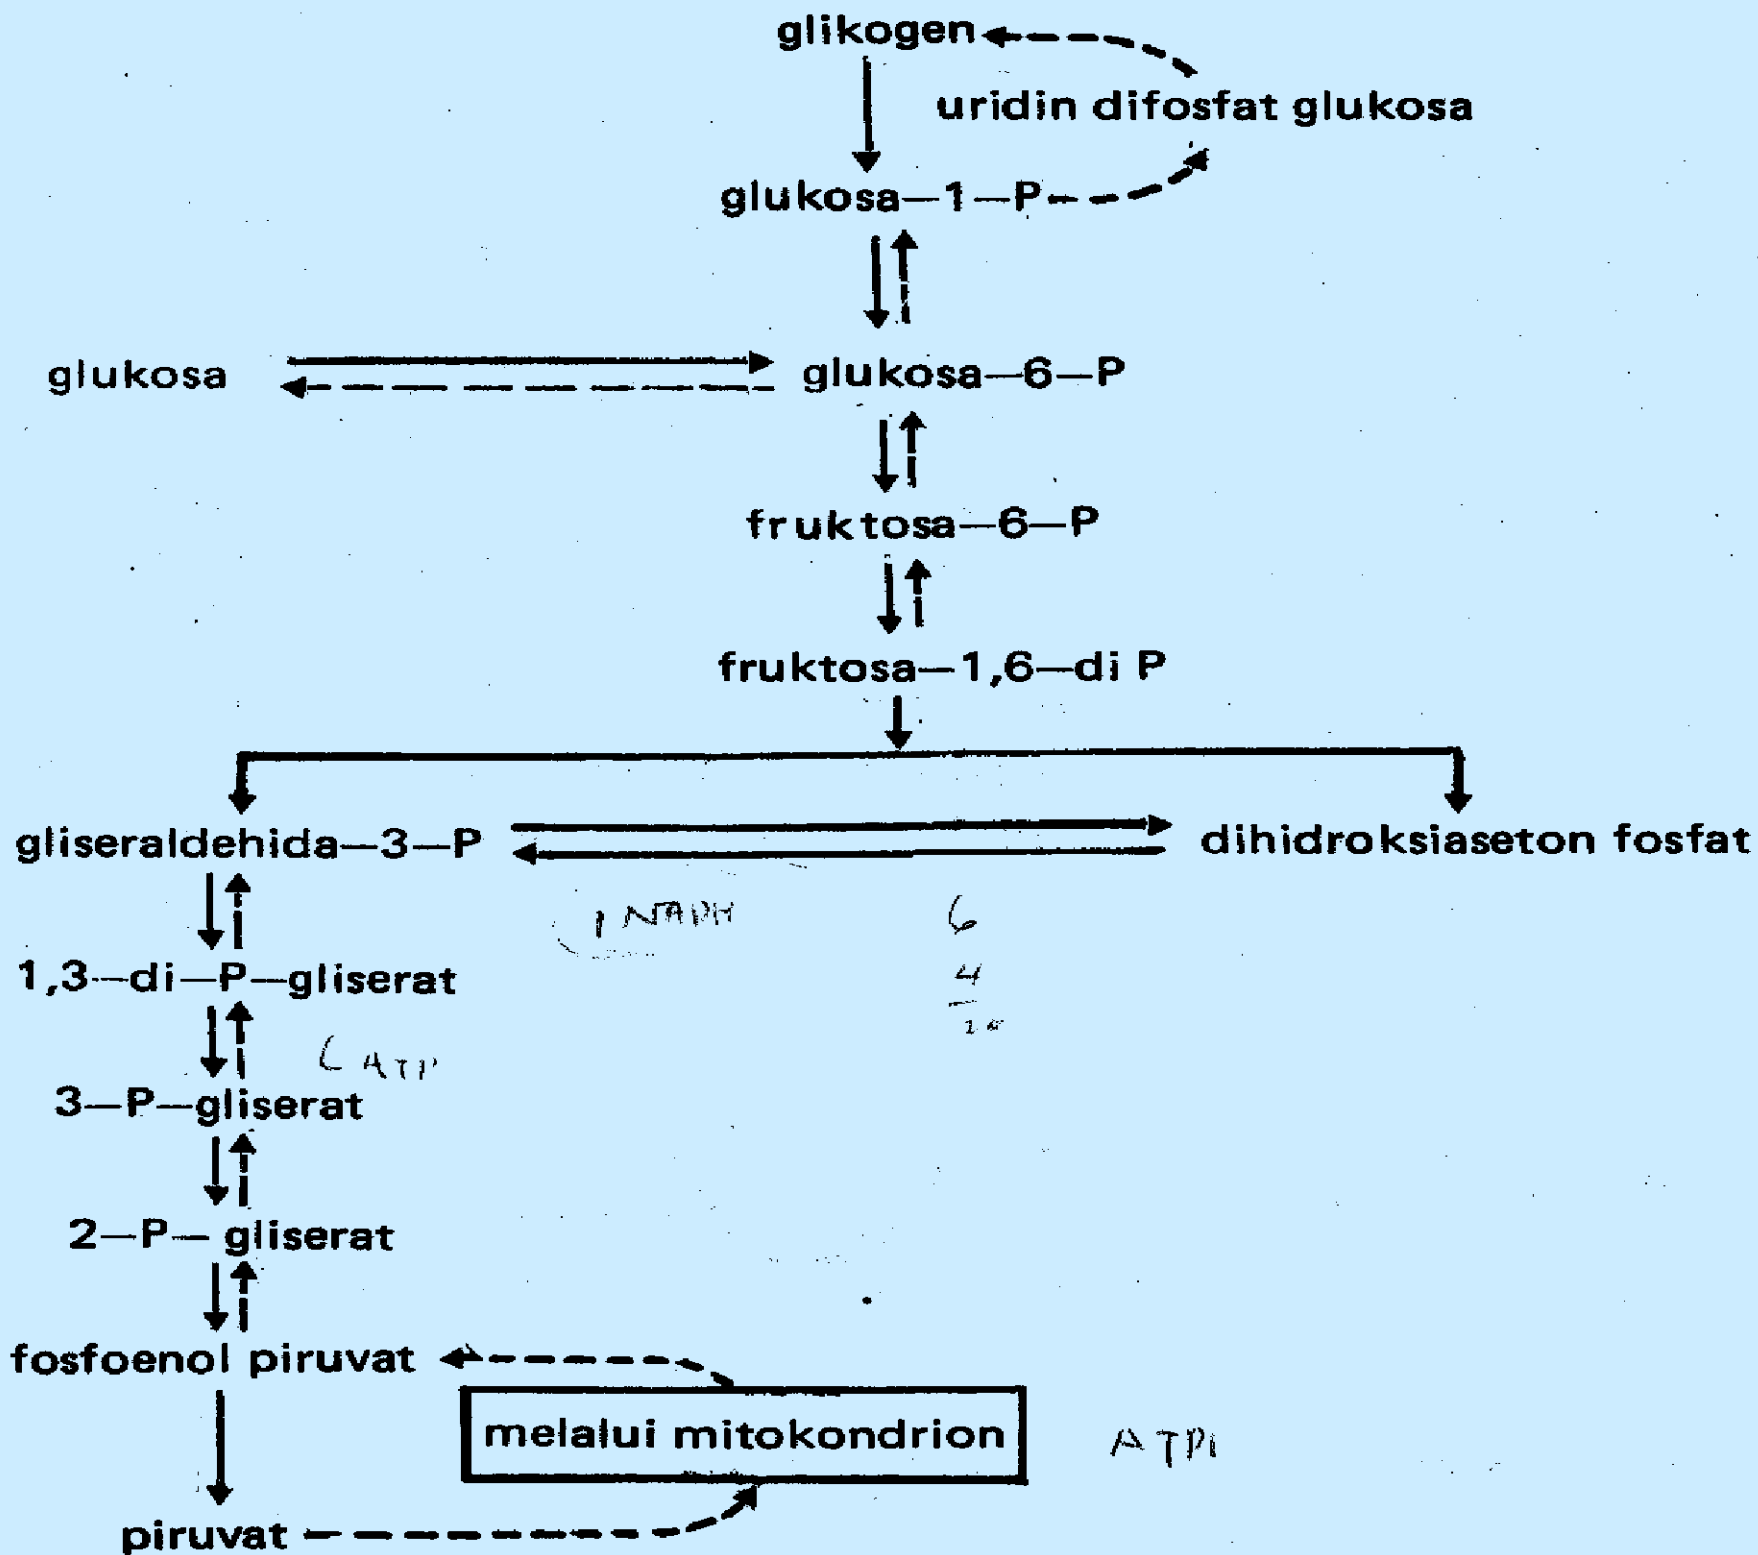 glikogen
uridin difosfat glukosa
glukosa—1—P
glukosa
glukosa—6—P
fruktosa—6—P
fruktosa—1,6—di P
gliseraldehida—3—P
dihidroksiaseton fosfat
1 NADH
6
4
1,3—di—P—gliserat
ATP
3—P—gliserat
2—P— gliserat
fosfoenol piruvat
melalui mitokondrion
piruvat